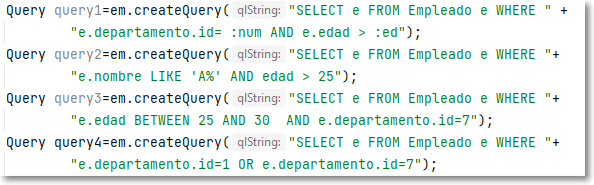 Query query1=em.createQuery( qlString: "SELECT e FROM Empleado e WHERE " +
"e.departamento.id= :num AND e.edad > :ed");
Query query2=em.createQuery( qlString: "SELECT e FROM Empleado e WHERE "+
"e.nombre LIKE 'A%' AND edad > 25");
Query query3=em.createQuery( qlString: "SELECT e FROM Empleado e WHERE "+
"e.edad BETWEEN 25 AND 30  AND e.departamento.id=7");
Query query4=em.createQuery( qlString: "SELECT e FROM Empleado e WHERE "+
"e.departamento.id=1 OR e.departamento.id=7");